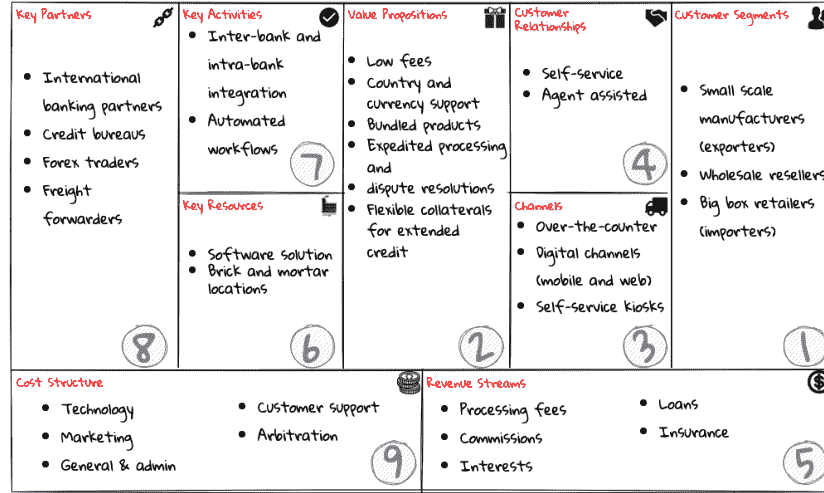 Key Partners
International
banking partners
Credit bureaus
Forex traders
Freight
forwarders
8
Key Activities
Inter-bank and
intra-bank
integration
Automated
workflows
7
Key Resources
Software solution
Brick and mortar
locations
6
Value Propositions
Low fees
Country and
currency support
Bundled products
Expedited processing
and
dispute resolutions
Flexible collaterals
for extended
credit
2
Customer
Relationships
Self-service
Agent assisted
4
Channels
Over-the-counter
Digital channels
(mobile and web)
Self-service kiosks
3
Customer Segments
Small scale
manufacturers
(exporters)
Wholesale resellers
Big box retailers
(importers)
1
Cost Structure
Technology
Marketing
General & admin
Customer support
Arbitration
9
Revenue Streams
Processing fees
Commissions
Interests
Loans
Insurance
$
5